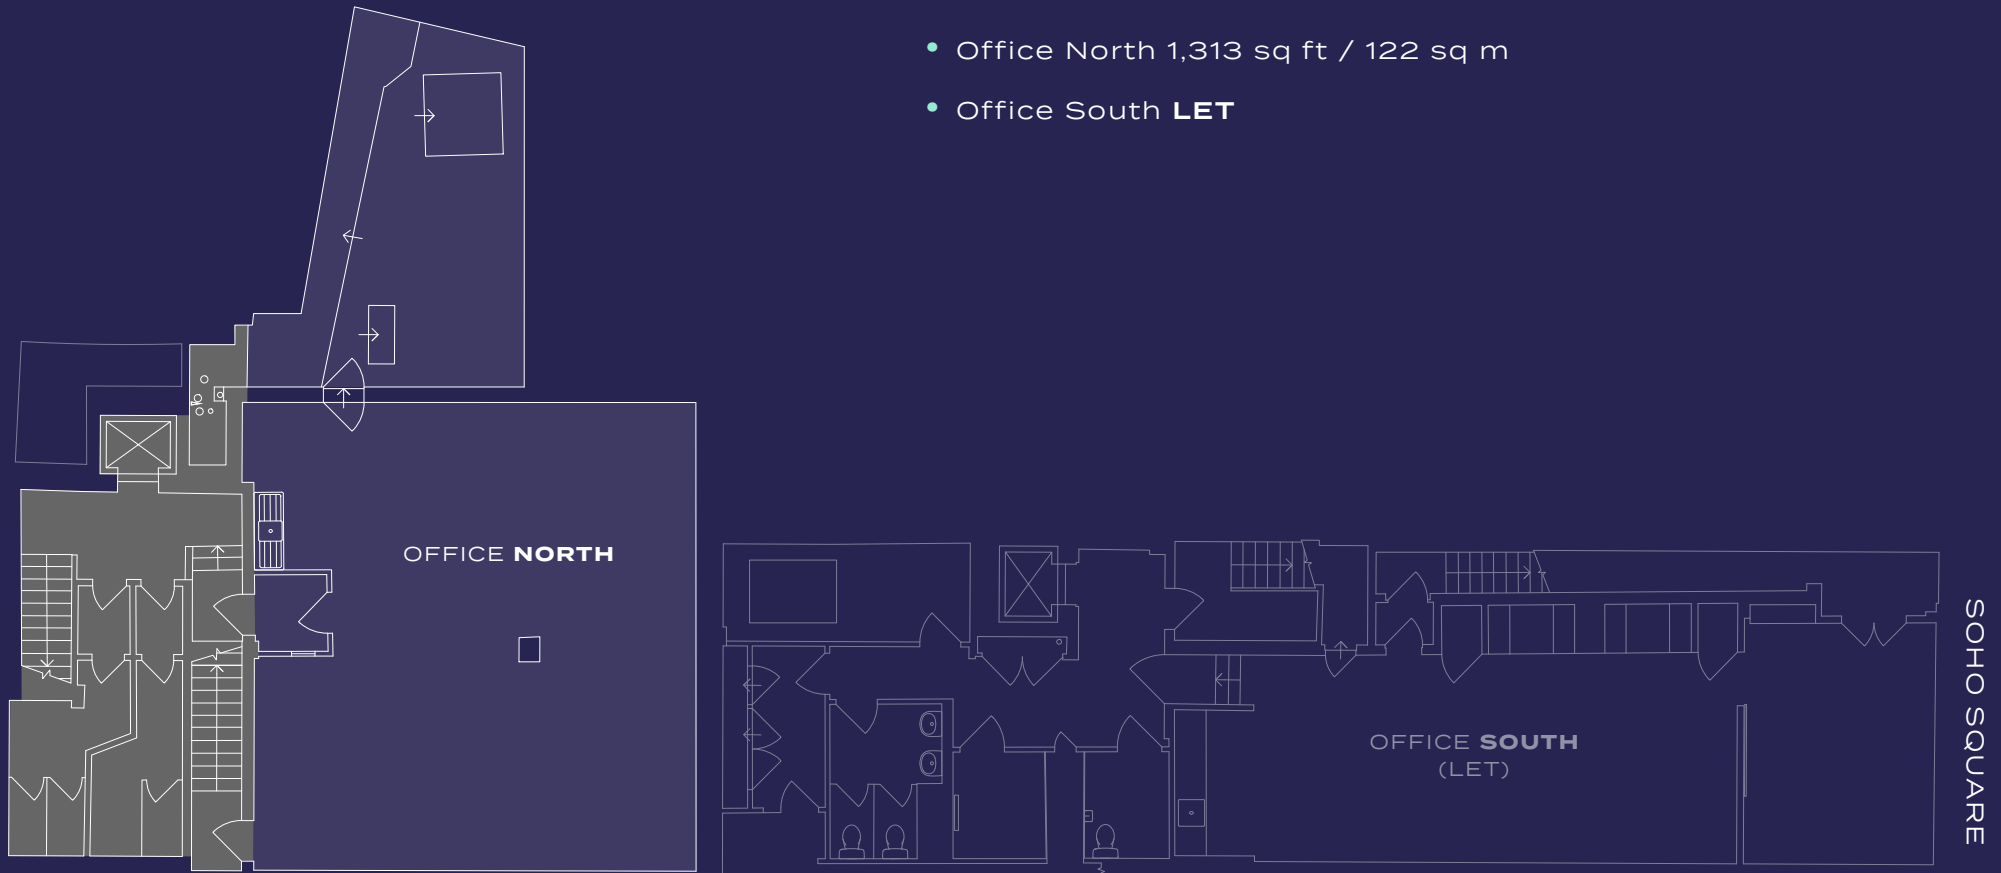 Office North 1,313 sq ft / 122 sq m
Office South LET
OFFICE NORTH
OFFICE SOUTH
(LET)
SOHO SQUARE